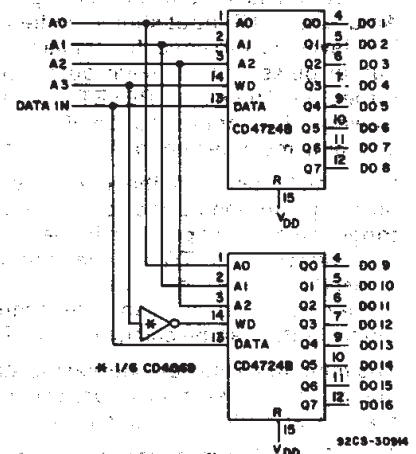 A0 1 A0 Q0 4 DO 1
A1 2 A1 Q1 5 DO 2
A2 3 A2 Q2 6 DO 3
A3 14 WD Q3 7 DO 4
DATA IN 13 DATA Q4 9 DO 5
CD4724B Q5 10 DO 6
Q6 11 DO 7
Q7 12 DO 8
R
15
VDD
1 A0 Q0 4 DO 9
2 A1 Q1 5 DO 10
3 A2 Q2 6 DO 11
* 14 WD Q3 7 DO 12
13 DATA Q4 9 DO 13
* 1/6 CD4069 CD4724B Q5 10 DO 14
Q6 11 DO 15
Q7 12 DO 16
R
15
VDD
92CS-30914